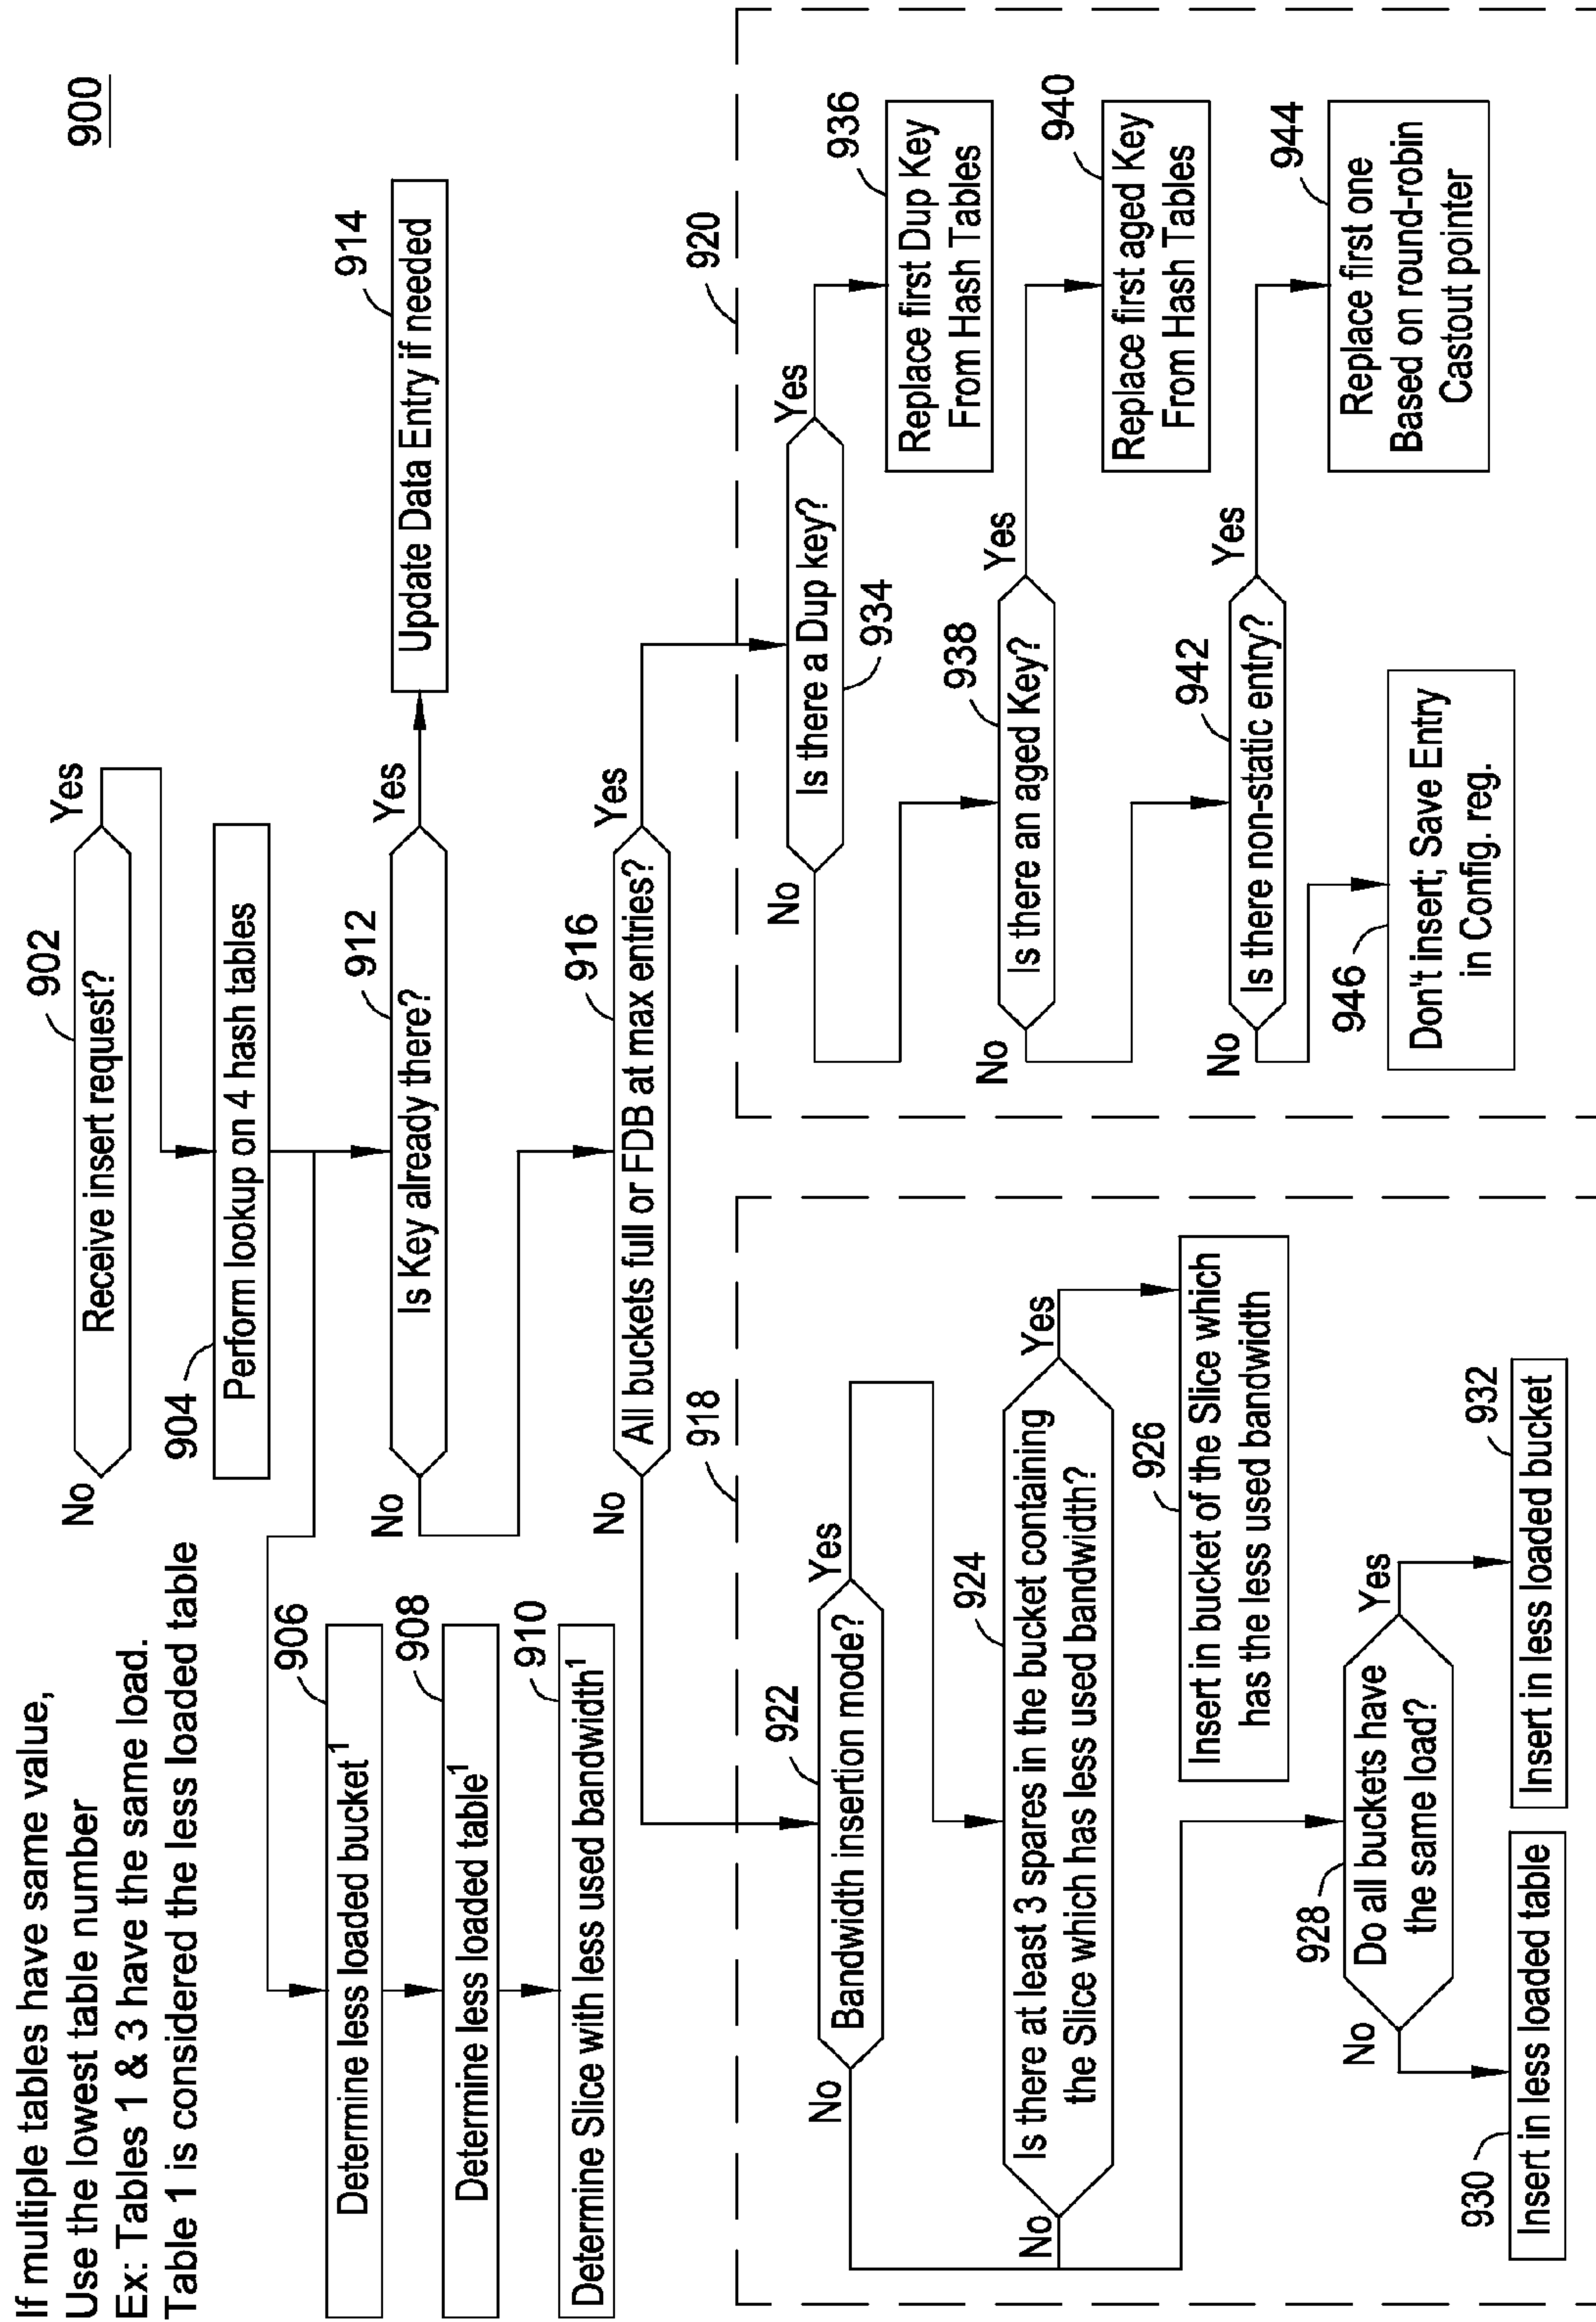 If multiple tables have same value,
Use the lowest table number
Ex: Tables 1 & 3 have the same load.
Table 1 is considered the less loaded table
900
902
No
Receive insert request?
Yes
904
Perform lookup on 4 hash tables
906
Determine less loaded bucket¹
908
Determine less loaded table¹
910
Determine Slice with less used bandwidth¹
912
No
Is Key already there?
Yes
914
Update Data Entry if needed
916
No
All buckets full or FDB at max entries?
Yes
918
922
No
Bandwidth insertion mode?
Yes
924
No
Is there at least 3 spares in the bucket containing
the Slice which has less used bandwidth?
Yes
926
Insert in bucket of the Slice which
has the less used bandwidth
928
No
Do all buckets have
the same load?
Yes
930
Insert in less loaded table
932
Insert in less loaded bucket
920
No
Is there a Dup key?
934
Yes
936
Replace first Dup Key
From Hash Tables
938
No
Is there an aged Key?
Yes
940
Replace first aged Key
From Hash Tables
942
No
Is there non-static entry?
Yes
944
Replace first one
Based on round-robin
Castout pointer
946
Don't insert; Save Entry
in Config. reg.